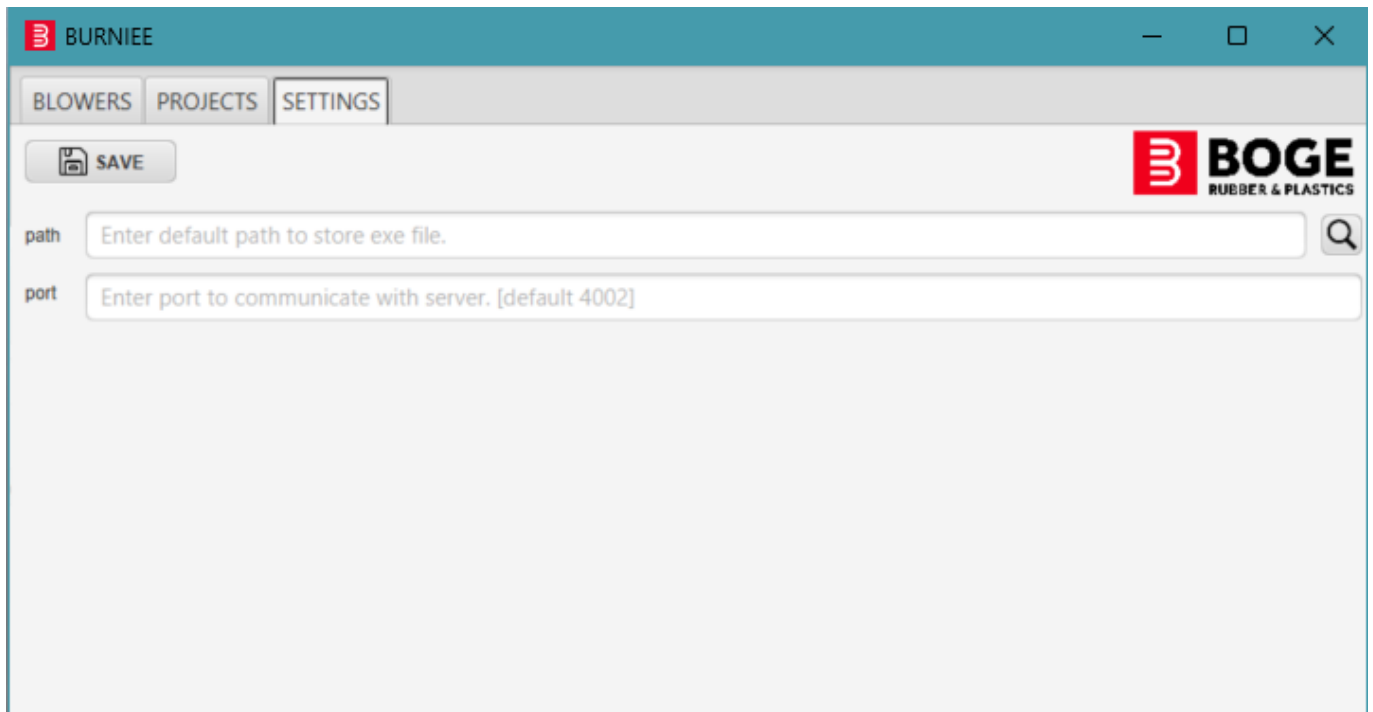 BURNIEE
BLOWERS PROJECTS SETTINGS
SAVE
BOGE
RUBBER & PLASTICS
path Enter default path to store exe file.
port Enter port to communicate with server. [default 4002]